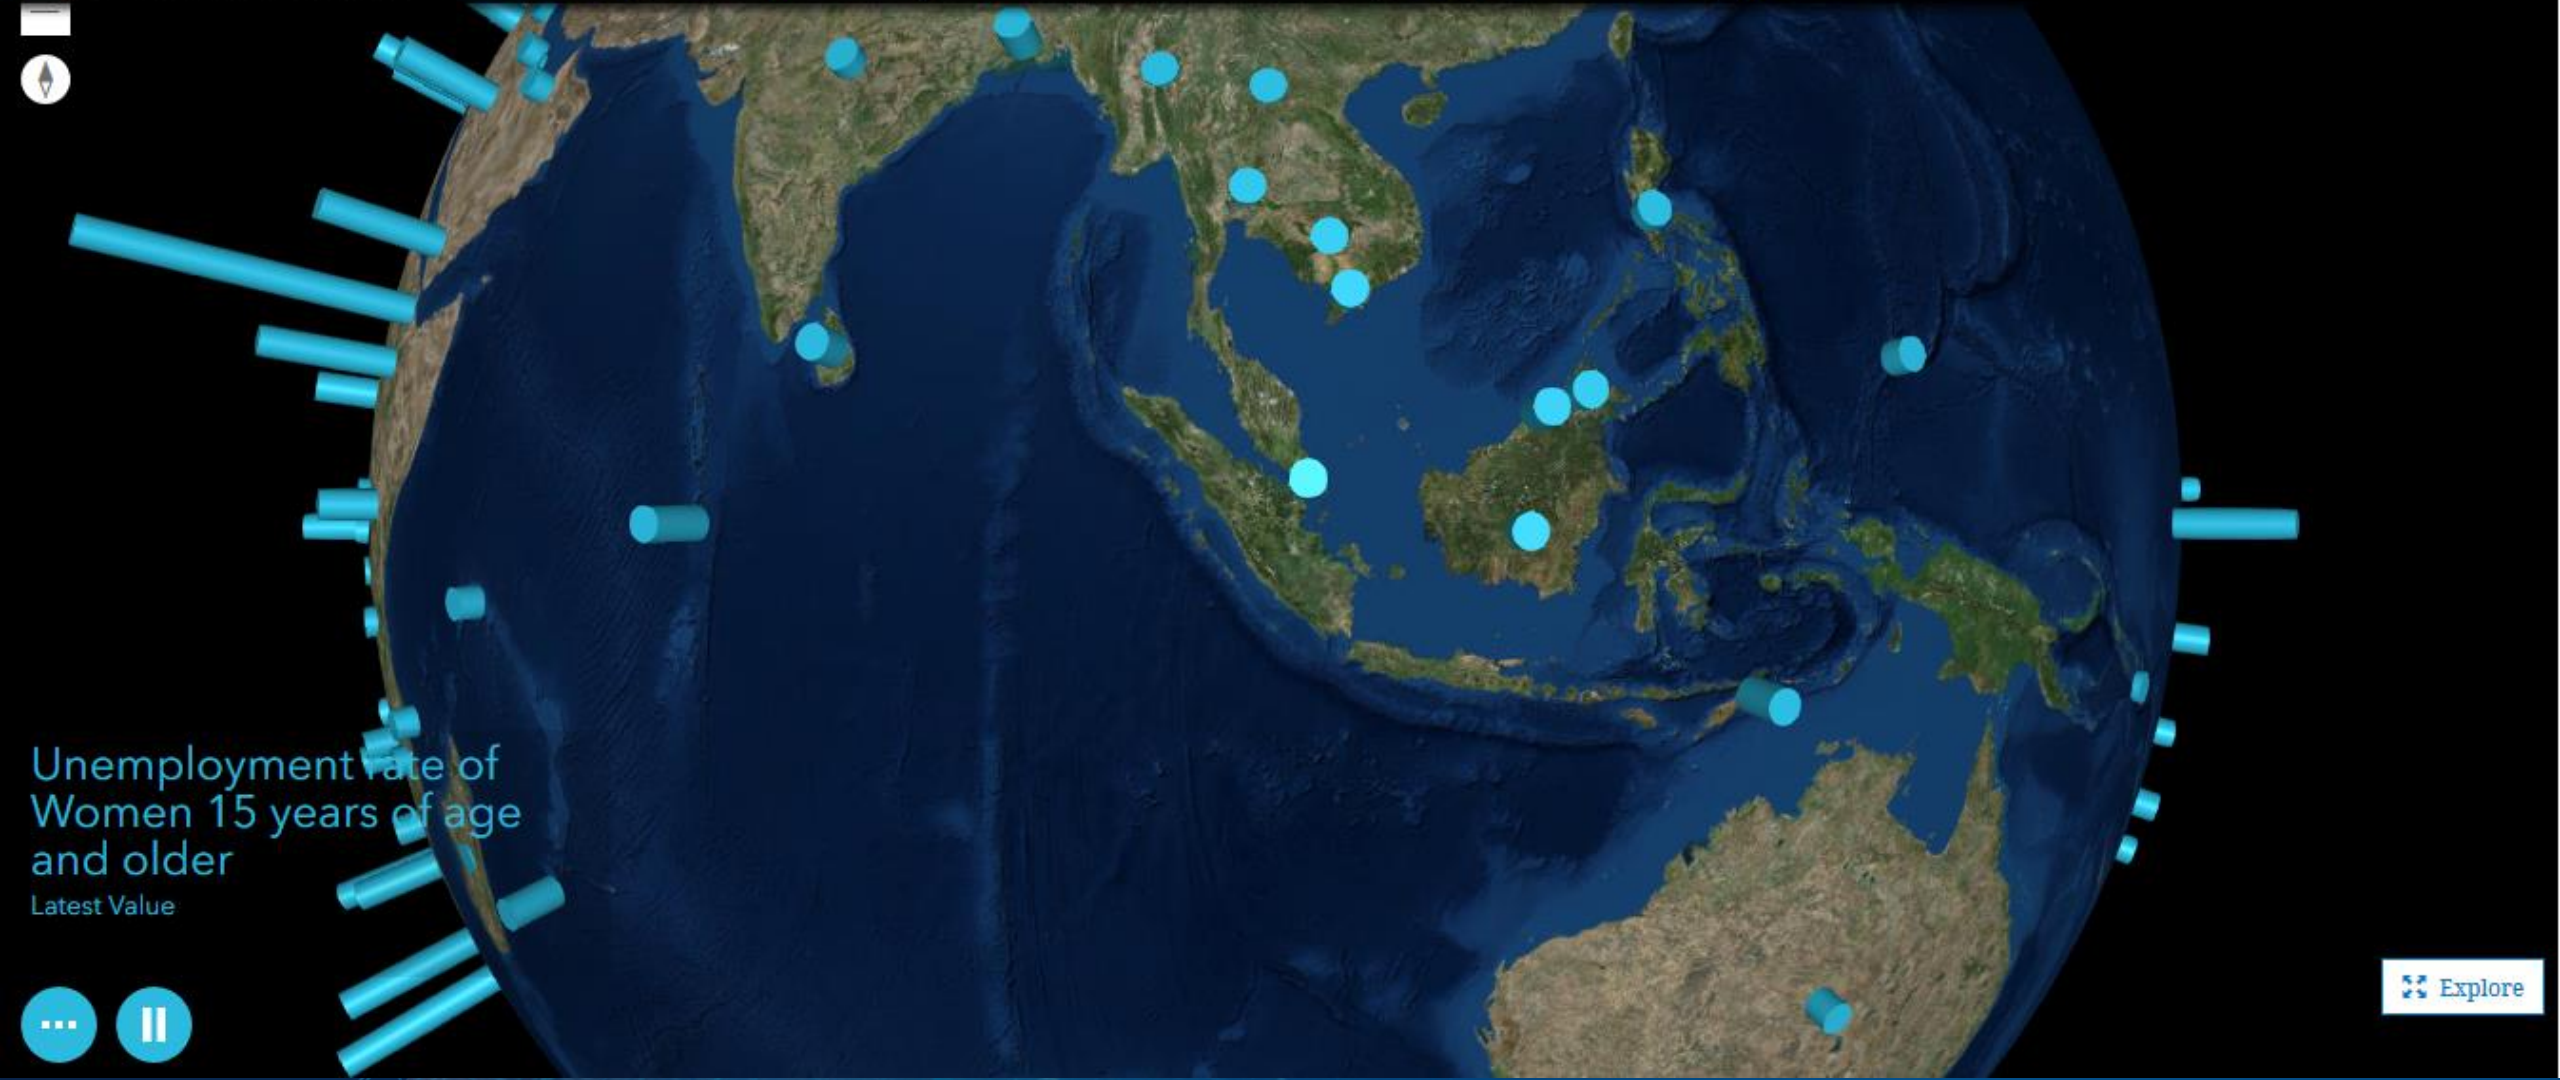 Unemployment rate of
Women 15 years of age
and older
Latest Value
Explore